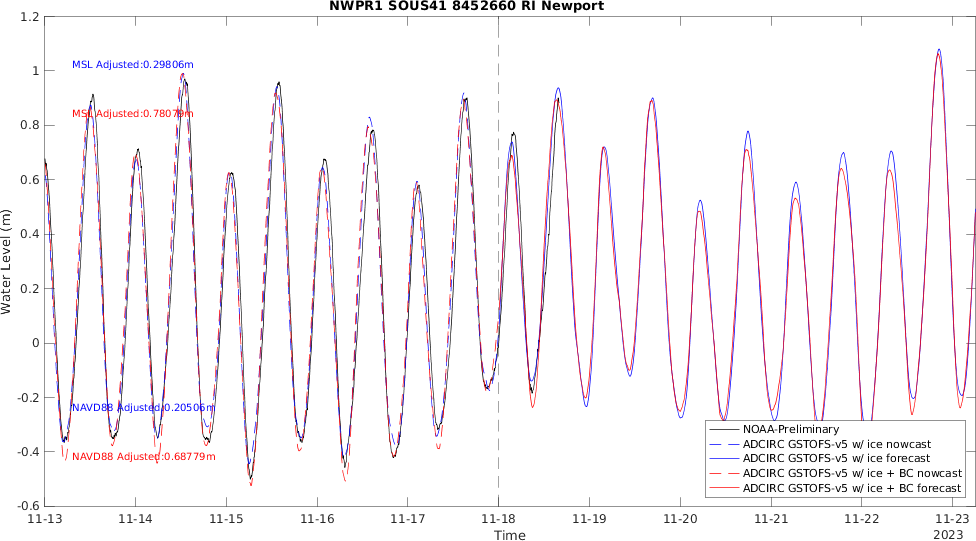 NWPR1 SOUS41 8452660 RI Newport
1.2
1
0.8
0.6
0.4
0.2
0
-0.2
-0.4
-0.6
Water Level (m)
MSL Adjusted:0.29806m
MSL Adjusted:0.78079m
NAVD88 Adjusted:0.20506m
NAVD88 Adjusted:0.68779m
NOAA-Preliminary
ADCIRC GSTOFS-v5 w/ ice nowcast
ADCIRC GSTOFS-v5 w/ ice forecast
ADCIRC GSTOFS-v5 w/ ice + BC nowcast
ADCIRC GSTOFS-v5 w/ ice + BC forecast
11-13 11-14 11-15 11-16 11-17 11-18 11-19 11-20 11-21 11-22 11-23
Time
2023